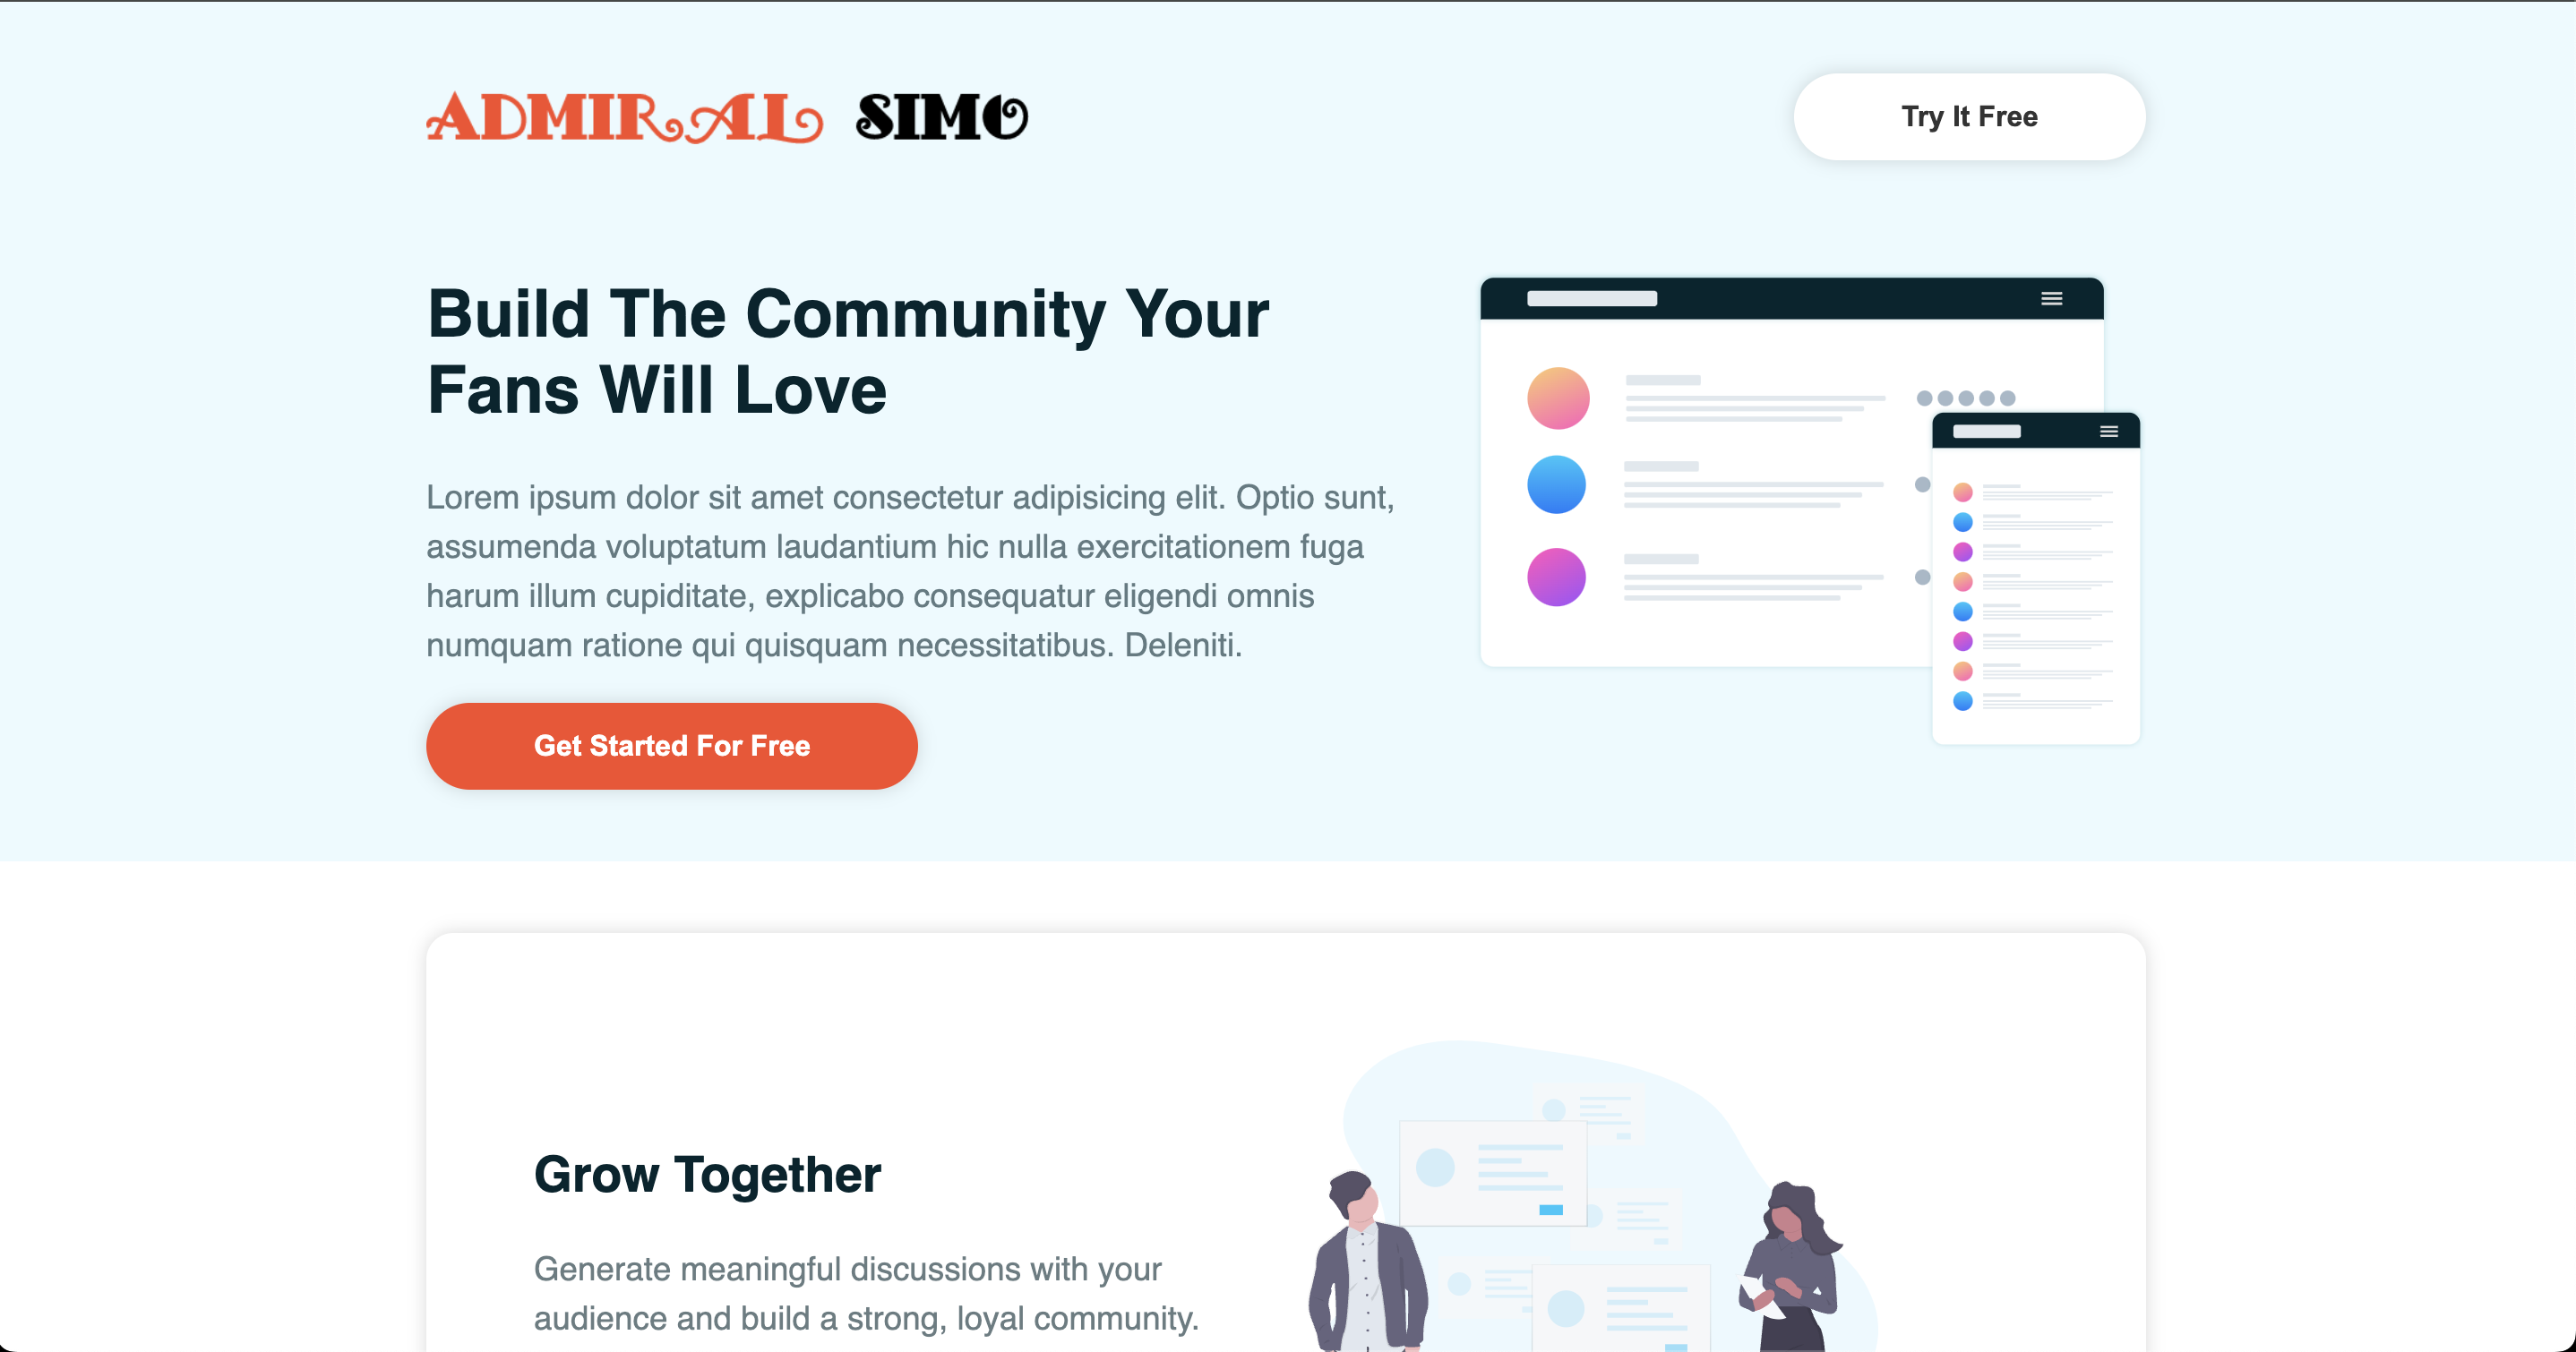 ADMIRAL SIMO
Try It Free
Build The Community Your
Fans Will Love
Lorem ipsum dolor sit amet consectetur adipisicing elit. Optio sunt,
assumenda voluptatum laudantium hic nulla exercitationem fuga
harum illum cupiditate, explicabo consequatur eligendi omnis
numquam ratione qui quisquam necessitatibus. Deleniti.
Get Started For Free
Grow Together
Generate meaningful discussions with your
audience and build a strong, loyal community.